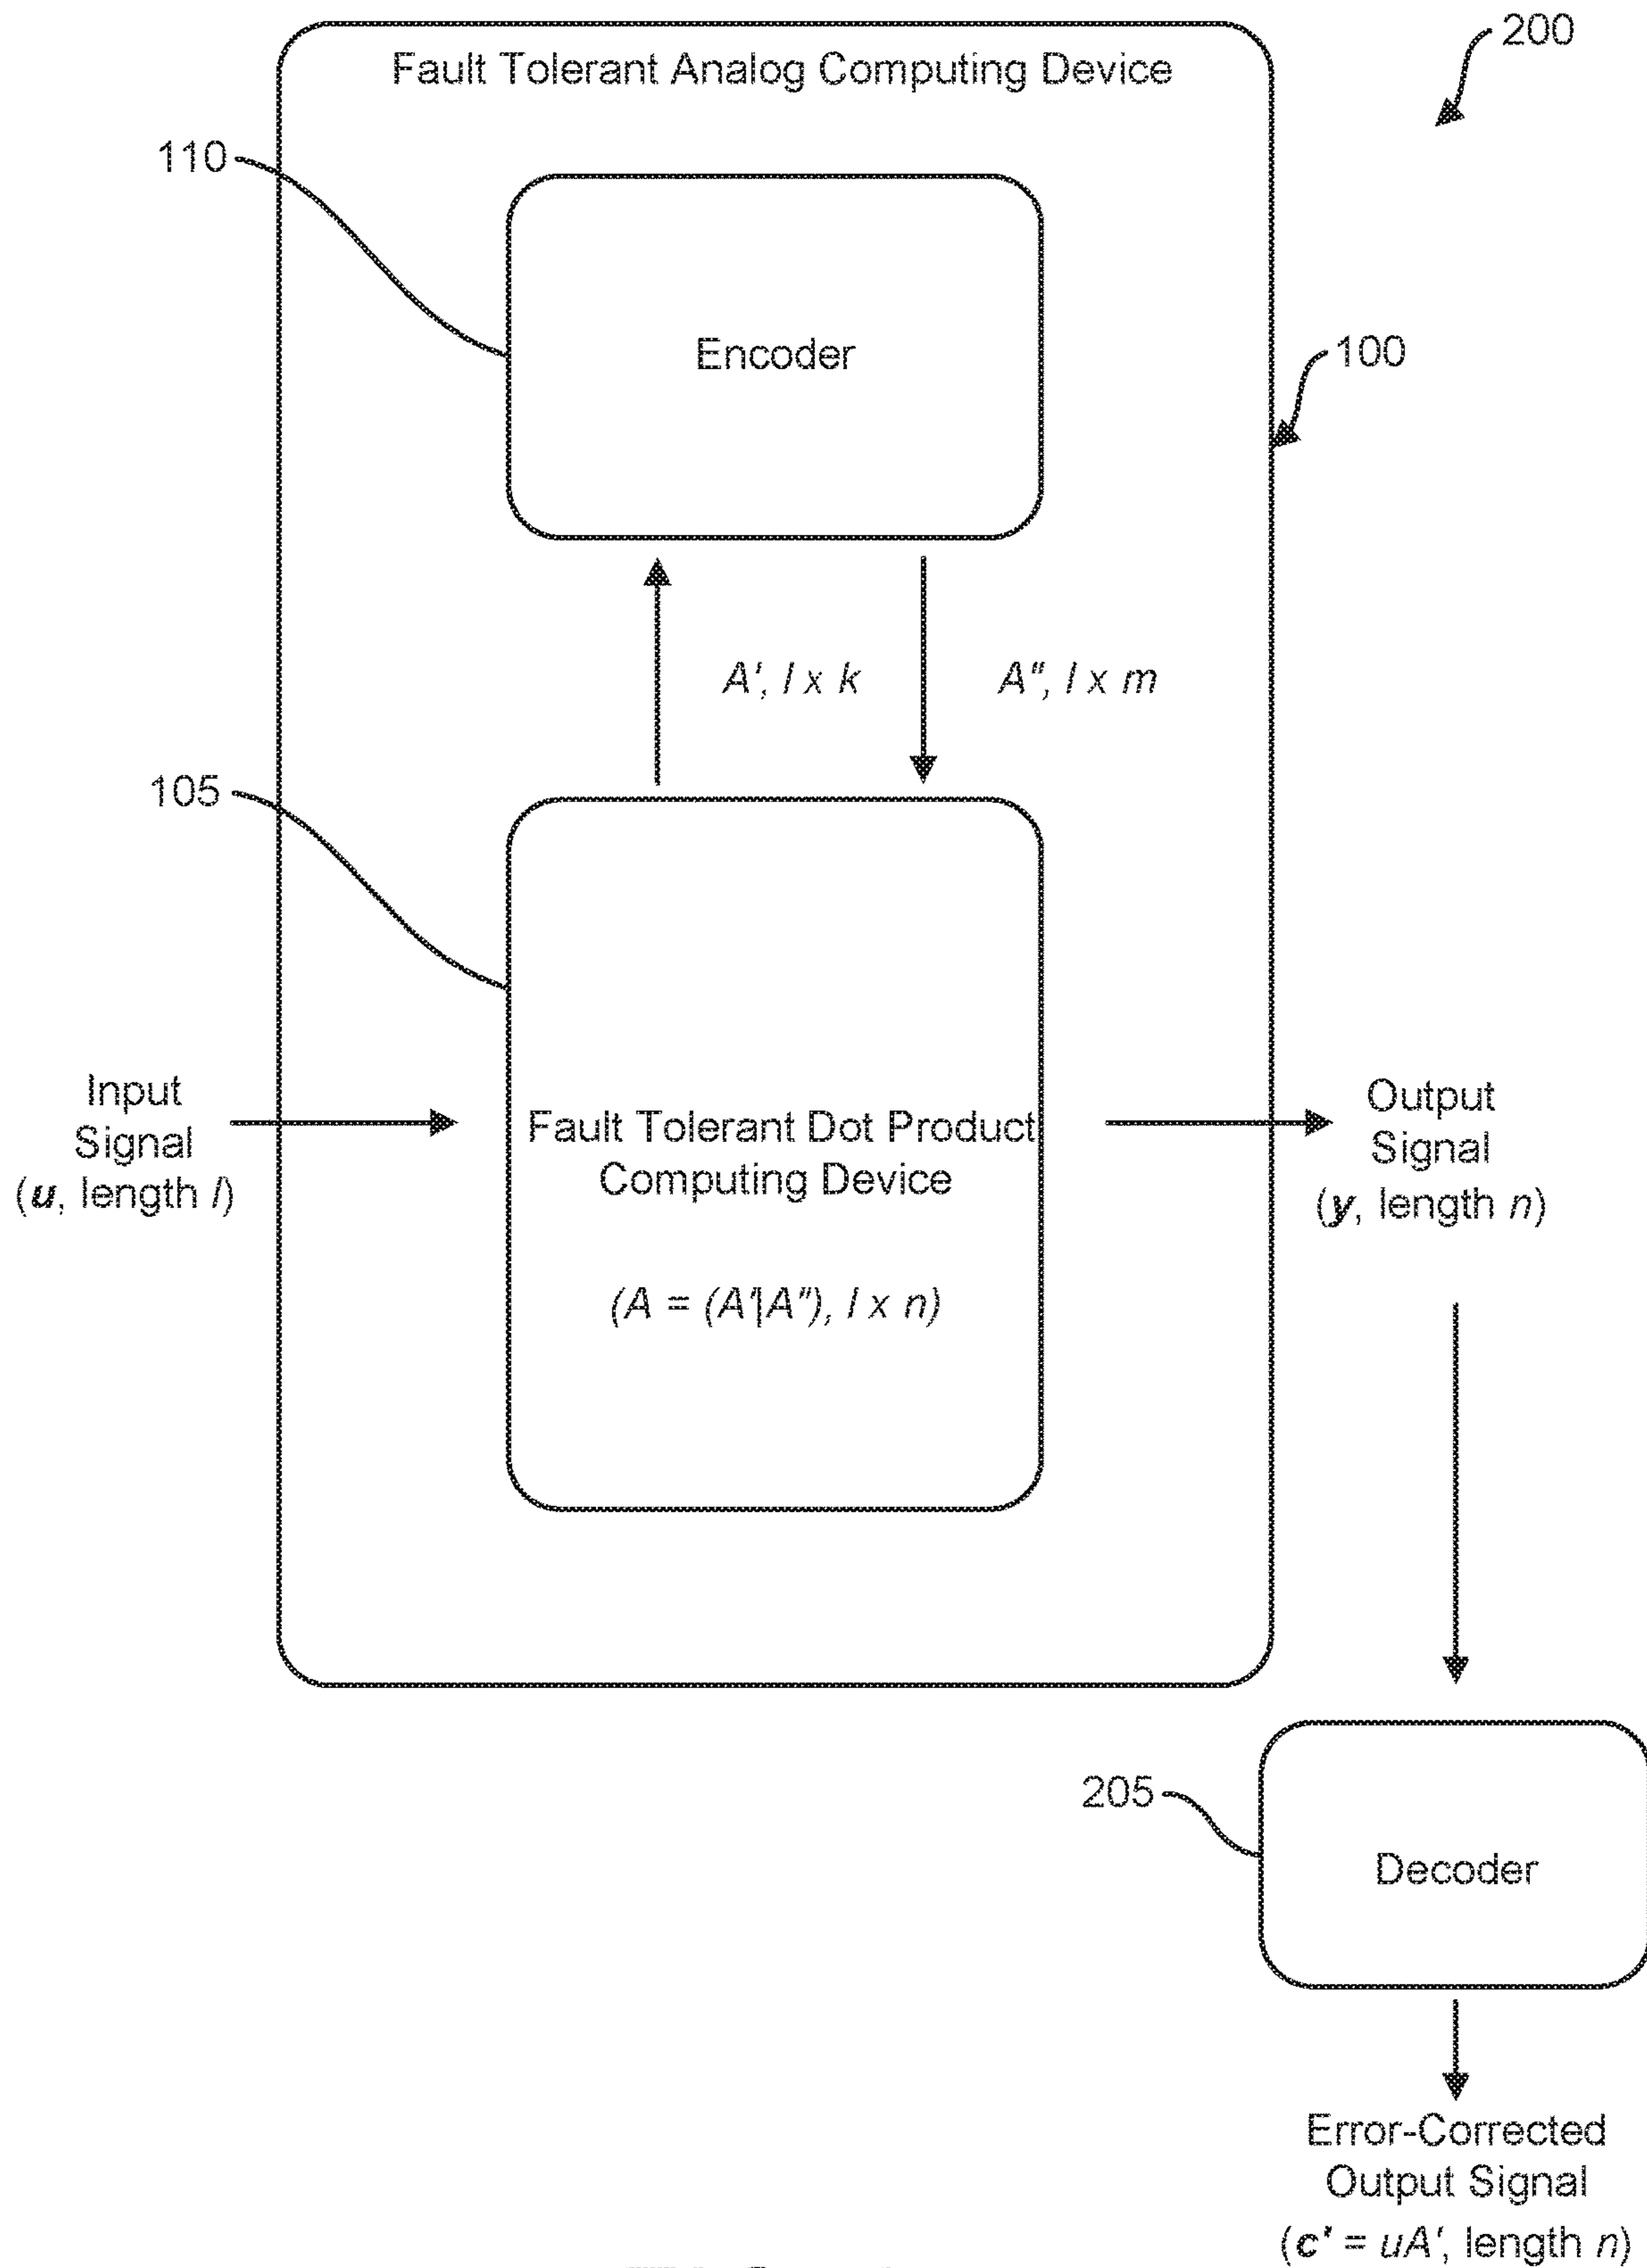 200
Fault Tolerant Analog Computing Device
110
Encoder
100
A', l x k
A'', l x m
105
Input
Signal
(u, length l)
Fault Tolerant Dot Product
Computing Device
(A = (A'|A''), l x n)
Output
Signal
(y, length n)
205
Decoder
Error-Corrected
Output Signal
(c' = uA', length n)